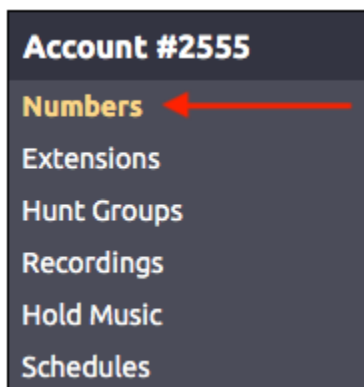 Account #2555
Numbers
Extensions
Hunt Groups
Recordings
Hold Music
Schedules